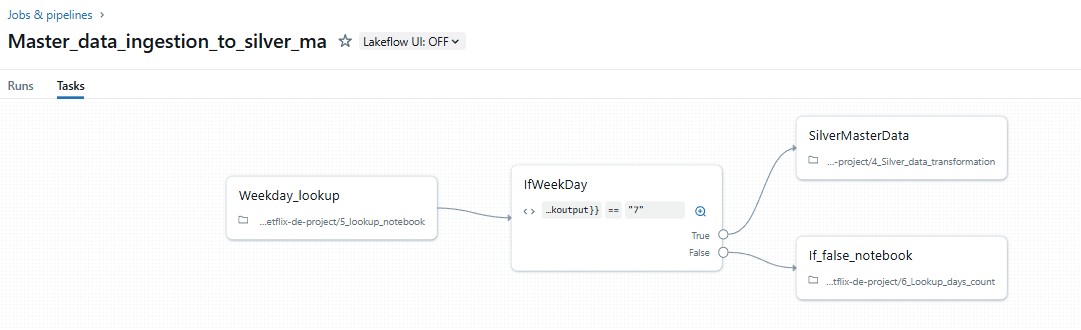 Jobs & pipelines ›
Master_data_ingestion_to_silver_ma ☆ Lakeflow UI: OFF
Runs Tasks
Weekday_lookup
...etflix-de-project/5_lookup_notebook
IfWeekDay
<> ...koutput}} == "7"
True
False
SilverMasterData
...-project/4_Silver_data_transformation
If_false_notebook
...tflix-de-project/6_Lookup_days_count